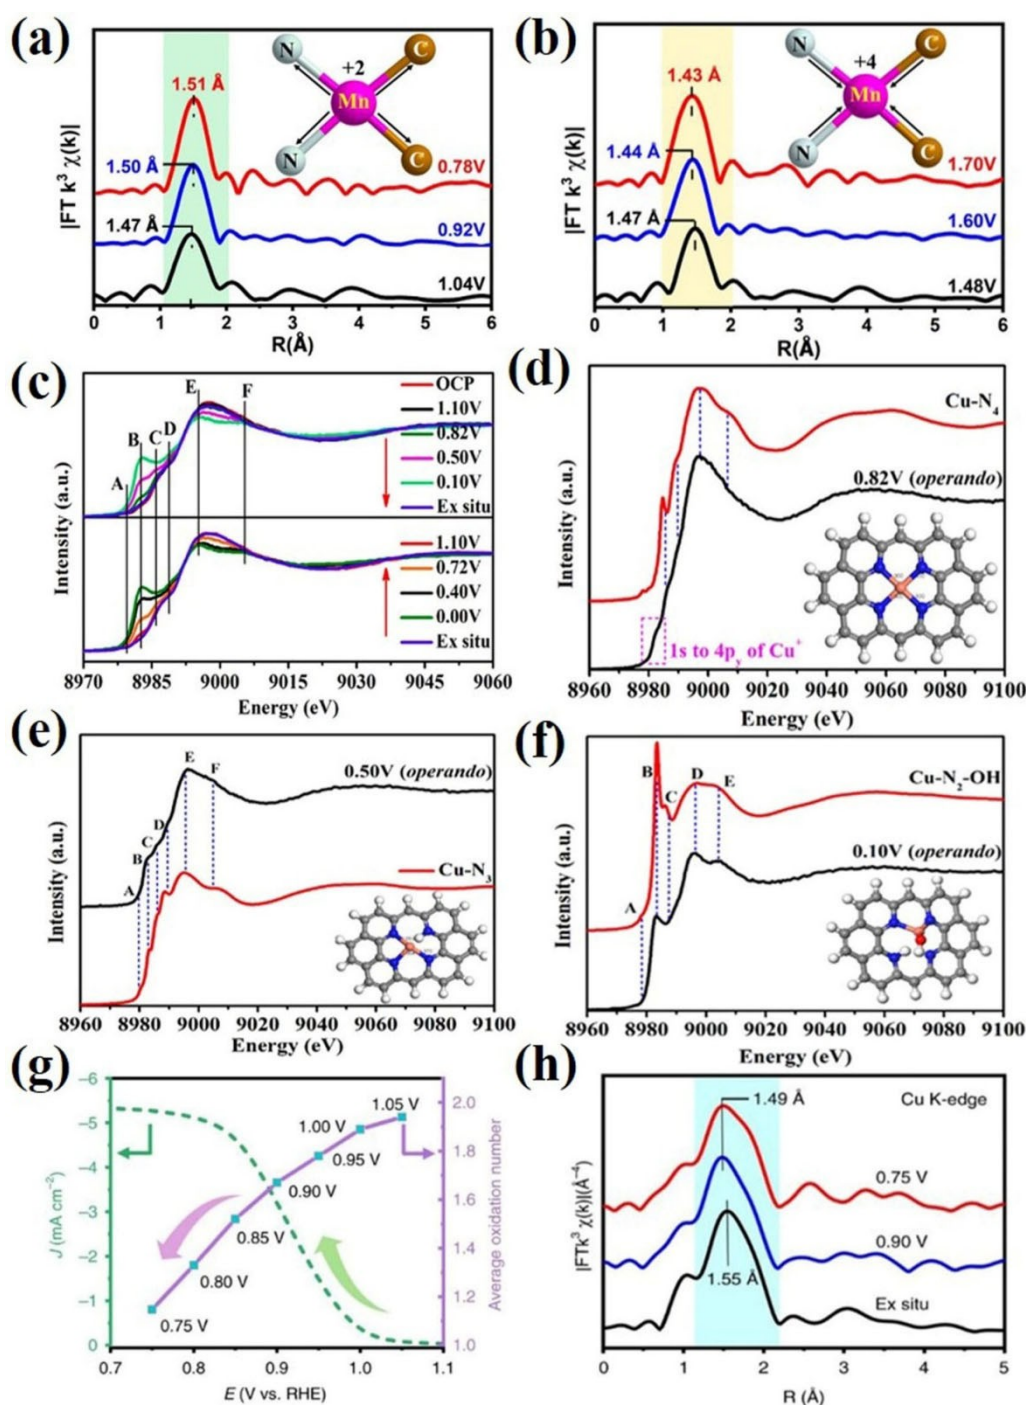 (a)
|FT k³ χ(k)|
N
C
+2
Mn
N
C
1.51 Å
0.78V
1.50 Å
0.92V
1.47 Å
1.04V
0 1 2 3 4 5 6
R(Å)
(b)
|FT k³ χ(k)|
N
C
+4
Mn
N
C
1.43 Å
1.70V
1.44 Å
1.60V
1.47 Å
1.48V
0 1 2 3 4 5 6
R(Å)
(c)
Intensity (a.u.)
A B C D E F
OCP
1.10V
0.82V
0.50V
0.10V
Ex situ
1.10V
0.72V
0.40V
0.00V
Ex situ
8970 8985 9000 9015 9030 9045 9060
Energy (eV)
(d)
Intensity (a.u.)
Cu-N₄
0.82V (operando)
1s to 4pᵧ of Cu⁺
8960 8980 9000 9020 9040 9060 9080 9100
Energy (eV)
(e)
Intensity (a.u.)
E
F
0.50V (operando)
D
C
B
A
Cu-N₃
8960 8980 9000 9020 9040 9060 9080 9100
Energy (eV)
(f)
Intensity (a.u.)
B
C
D
E
Cu-N₂-OH
0.10V (operando)
A
8960 8980 9000 9020 9040 9060 9080 9100
Energy (eV)
(g)
J (mA cm⁻²)
−6
−5
−4
−3
−2
−1
0
1.05 V
1.00 V
0.95 V
0.90 V
0.85 V
0.80 V
0.75 V
2.0
1.9
1.8
1.6
1.4
1.3
1.2
1.1
1.0
Average oxidation number
0.7 0.8 0.9 1.0 1.1
E (V vs. RHE)
(h)
|FTk³ χ(k)|(Å⁻⁴)
1.49 Å
Cu K-edge
0.75 V
0.90 V
1.55 Å
Ex situ
0 1 2 3 4 5
R (Å)